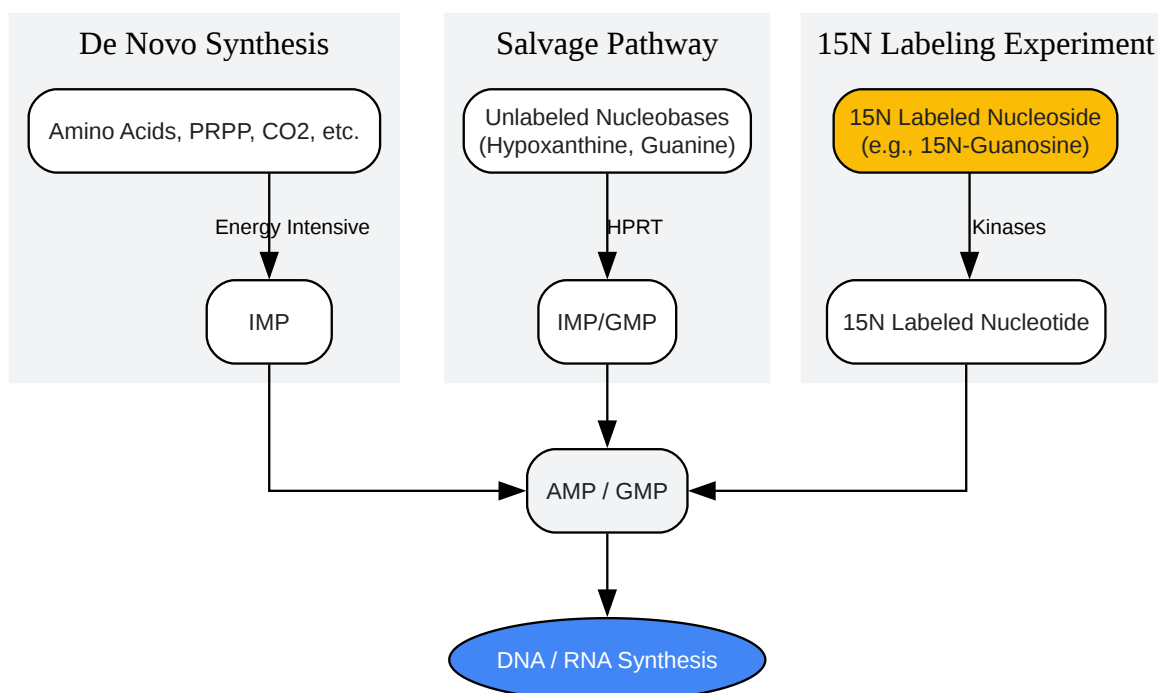 De Novo Synthesis
Salvage Pathway
15N Labeling Experiment
Amino Acids, PRPP, CO2, etc.
Unlabeled Nucleobases
(Hypoxanthine, Guanine)
15N Labeled Nucleoside
(e.g., 15N-Guanosine)
Energy Intensive
HPRT
Kinases
IMP
IMP/GMP
15N Labeled Nucleotide
AMP / GMP
DNA / RNA Synthesis